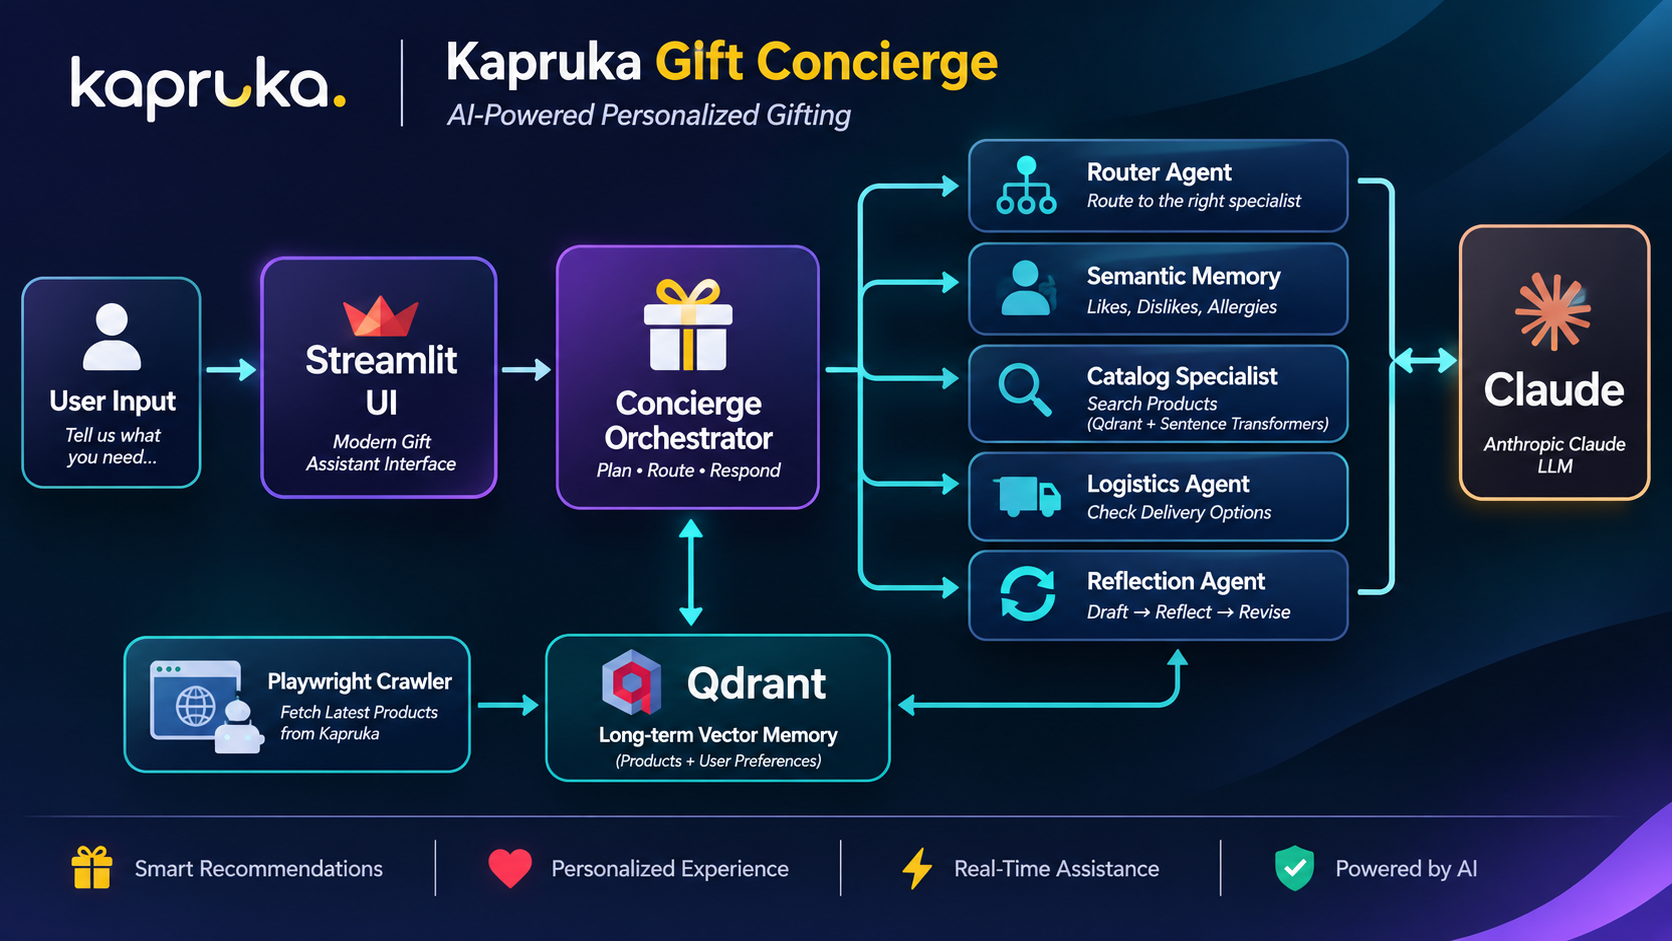 kapruka.
Kapruka Gift Concierge
AI-Powered Personalized Gifting
User Input
Tell us what
you need...
Streamlit
UI
Modern Gift
Assistant Interface
Concierge
Orchestrator
Plan • Route • Respond
Router Agent
Route to the right specialist
Semantic Memory
Likes, Dislikes, Allergies
Catalog Specialist
Search Products
(Qdrant + Sentence Transformers)
Logistics Agent
Check Delivery Options
Reflection Agent
Draft → Reflect → Revise
Claude
Anthropic Claude
LLM
Playwright Crawler
Fetch Latest Products
from Kapruka
Qdrant
Long-term Vector Memory
(Products + User Preferences)
Smart Recommendations
Personalized Experience
Real-Time Assistance
Powered by AI